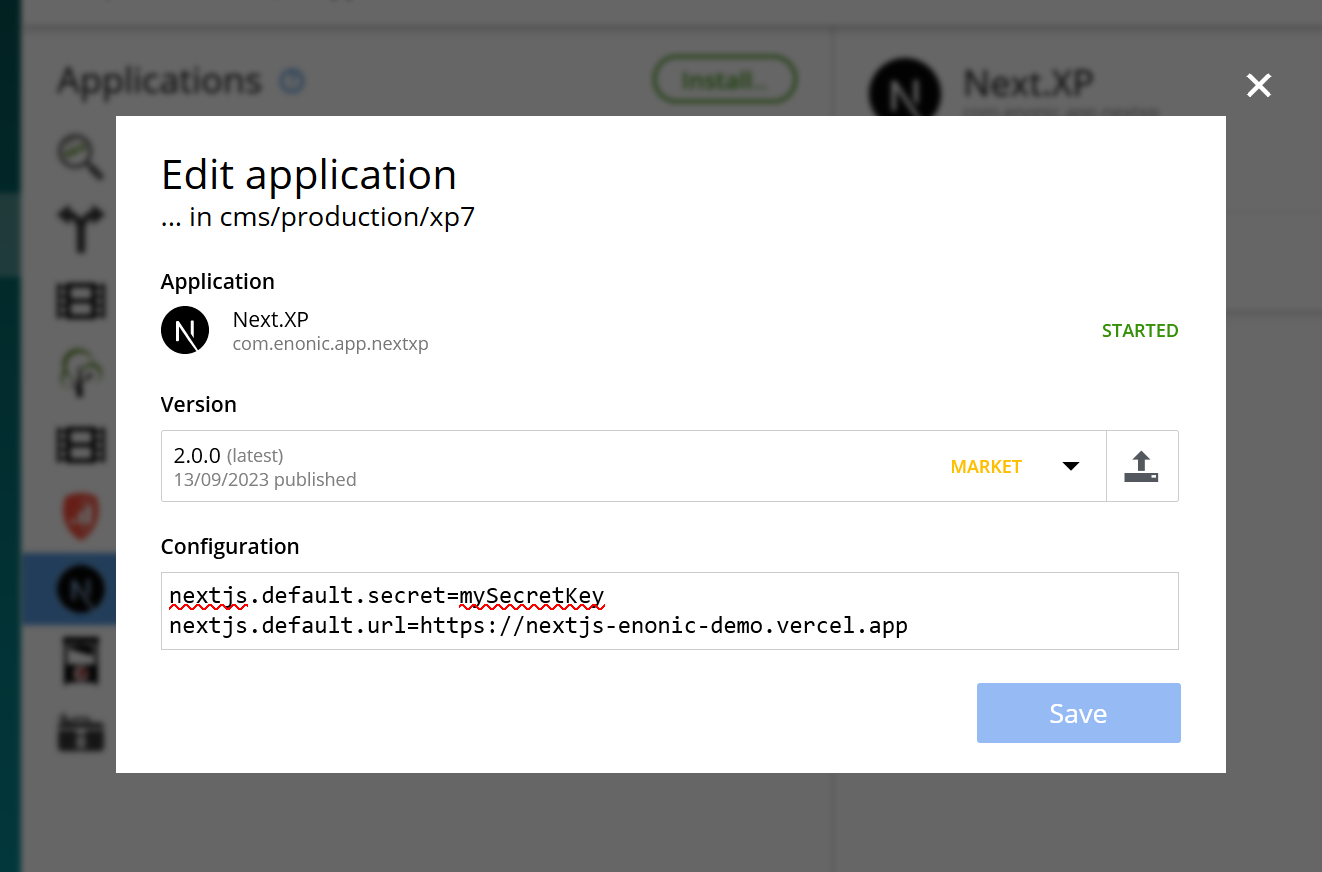 Applications
Install...
Next.XP
Edit application
... in cms/production/xp7
Application
Next.XP
com.enonic.app.nextxp
STARTED
Version
2.0.0 (latest)
13/09/2023 published
MARKET
Configuration
nextjs.default.secret=mySecretKey
nextjs.default.url=https://nextjs-enonic-demo.vercel.app
Save